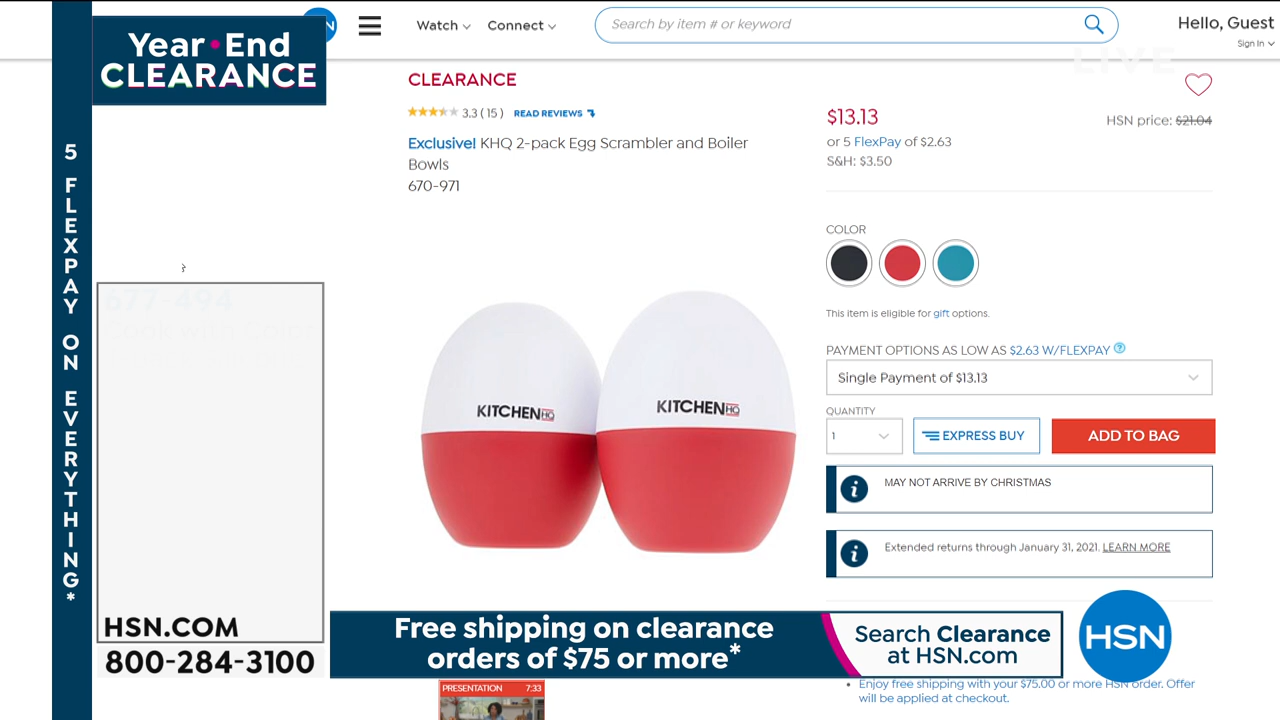 Year • End
CLEARANCE
5 FLEXPAY ON EVERYTHING*
Watch
Connect
Search by item # or keyword
Hello, Guest
Sign In
LIVE
CLEARANCE
3.3 (15) READ REVIEWS
Exclusive! KHQ 2-pack Egg Scrambler and Boiler
Bowls
670-971
KITCHEN HQ
KITCHEN HQ
$13.13
HSN price: $21.04
or 5 FlexPay of $2.63
S&H: $3.50
COLOR
This item is eligible for gift options.
PAYMENT OPTIONS AS LOW AS $2.63 W/FLEXPAY ?
Single Payment of $13.13
QUANTITY
1
EXPRESS BUY
ADD TO BAG
i MAY NOT ARRIVE BY CHRISTMAS
i Extended returns through January 31, 2021. LEARN MORE
677-494
Cook with Color
HSN.COM
800-284-3100
Free shipping on clearance
orders of $75 or more*
Search Clearance
at HSN.com
HSN
PRESENTATION 7:33
• Enjoy free shipping with your $75.00 or more HSN order. Offer
will be applied at checkout.